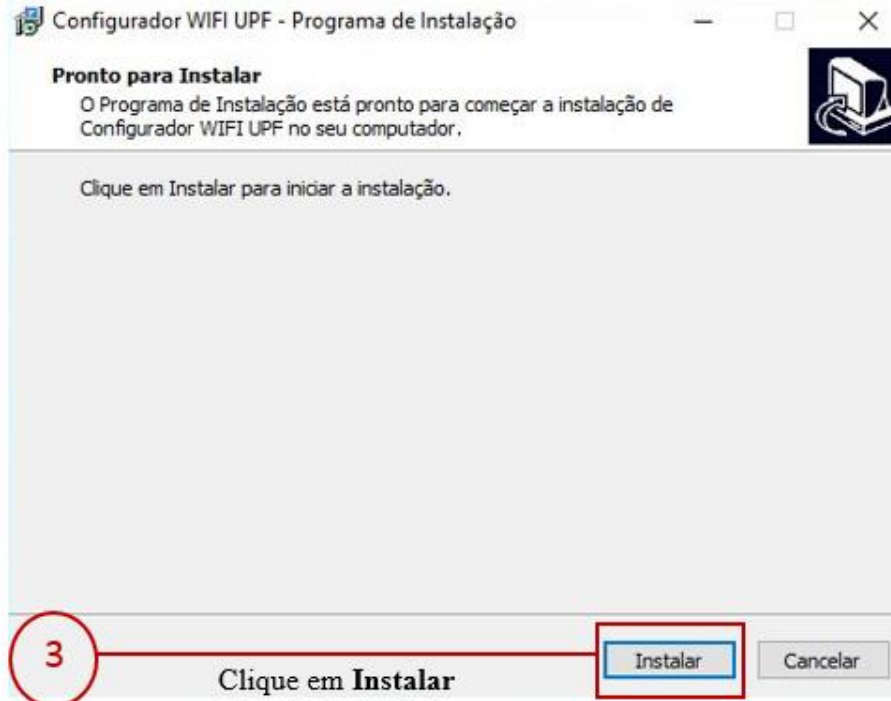 Configurador WIFI UPF - Programa de Instalação
Pronto para Instalar
O Programa de Instalação está pronto para começar a instalação de
Configurador WIFI UPF no seu computador.
Clique em Instalar para iniciar a instalação.
3
Instalar
Cancelar
Clique em Instalar